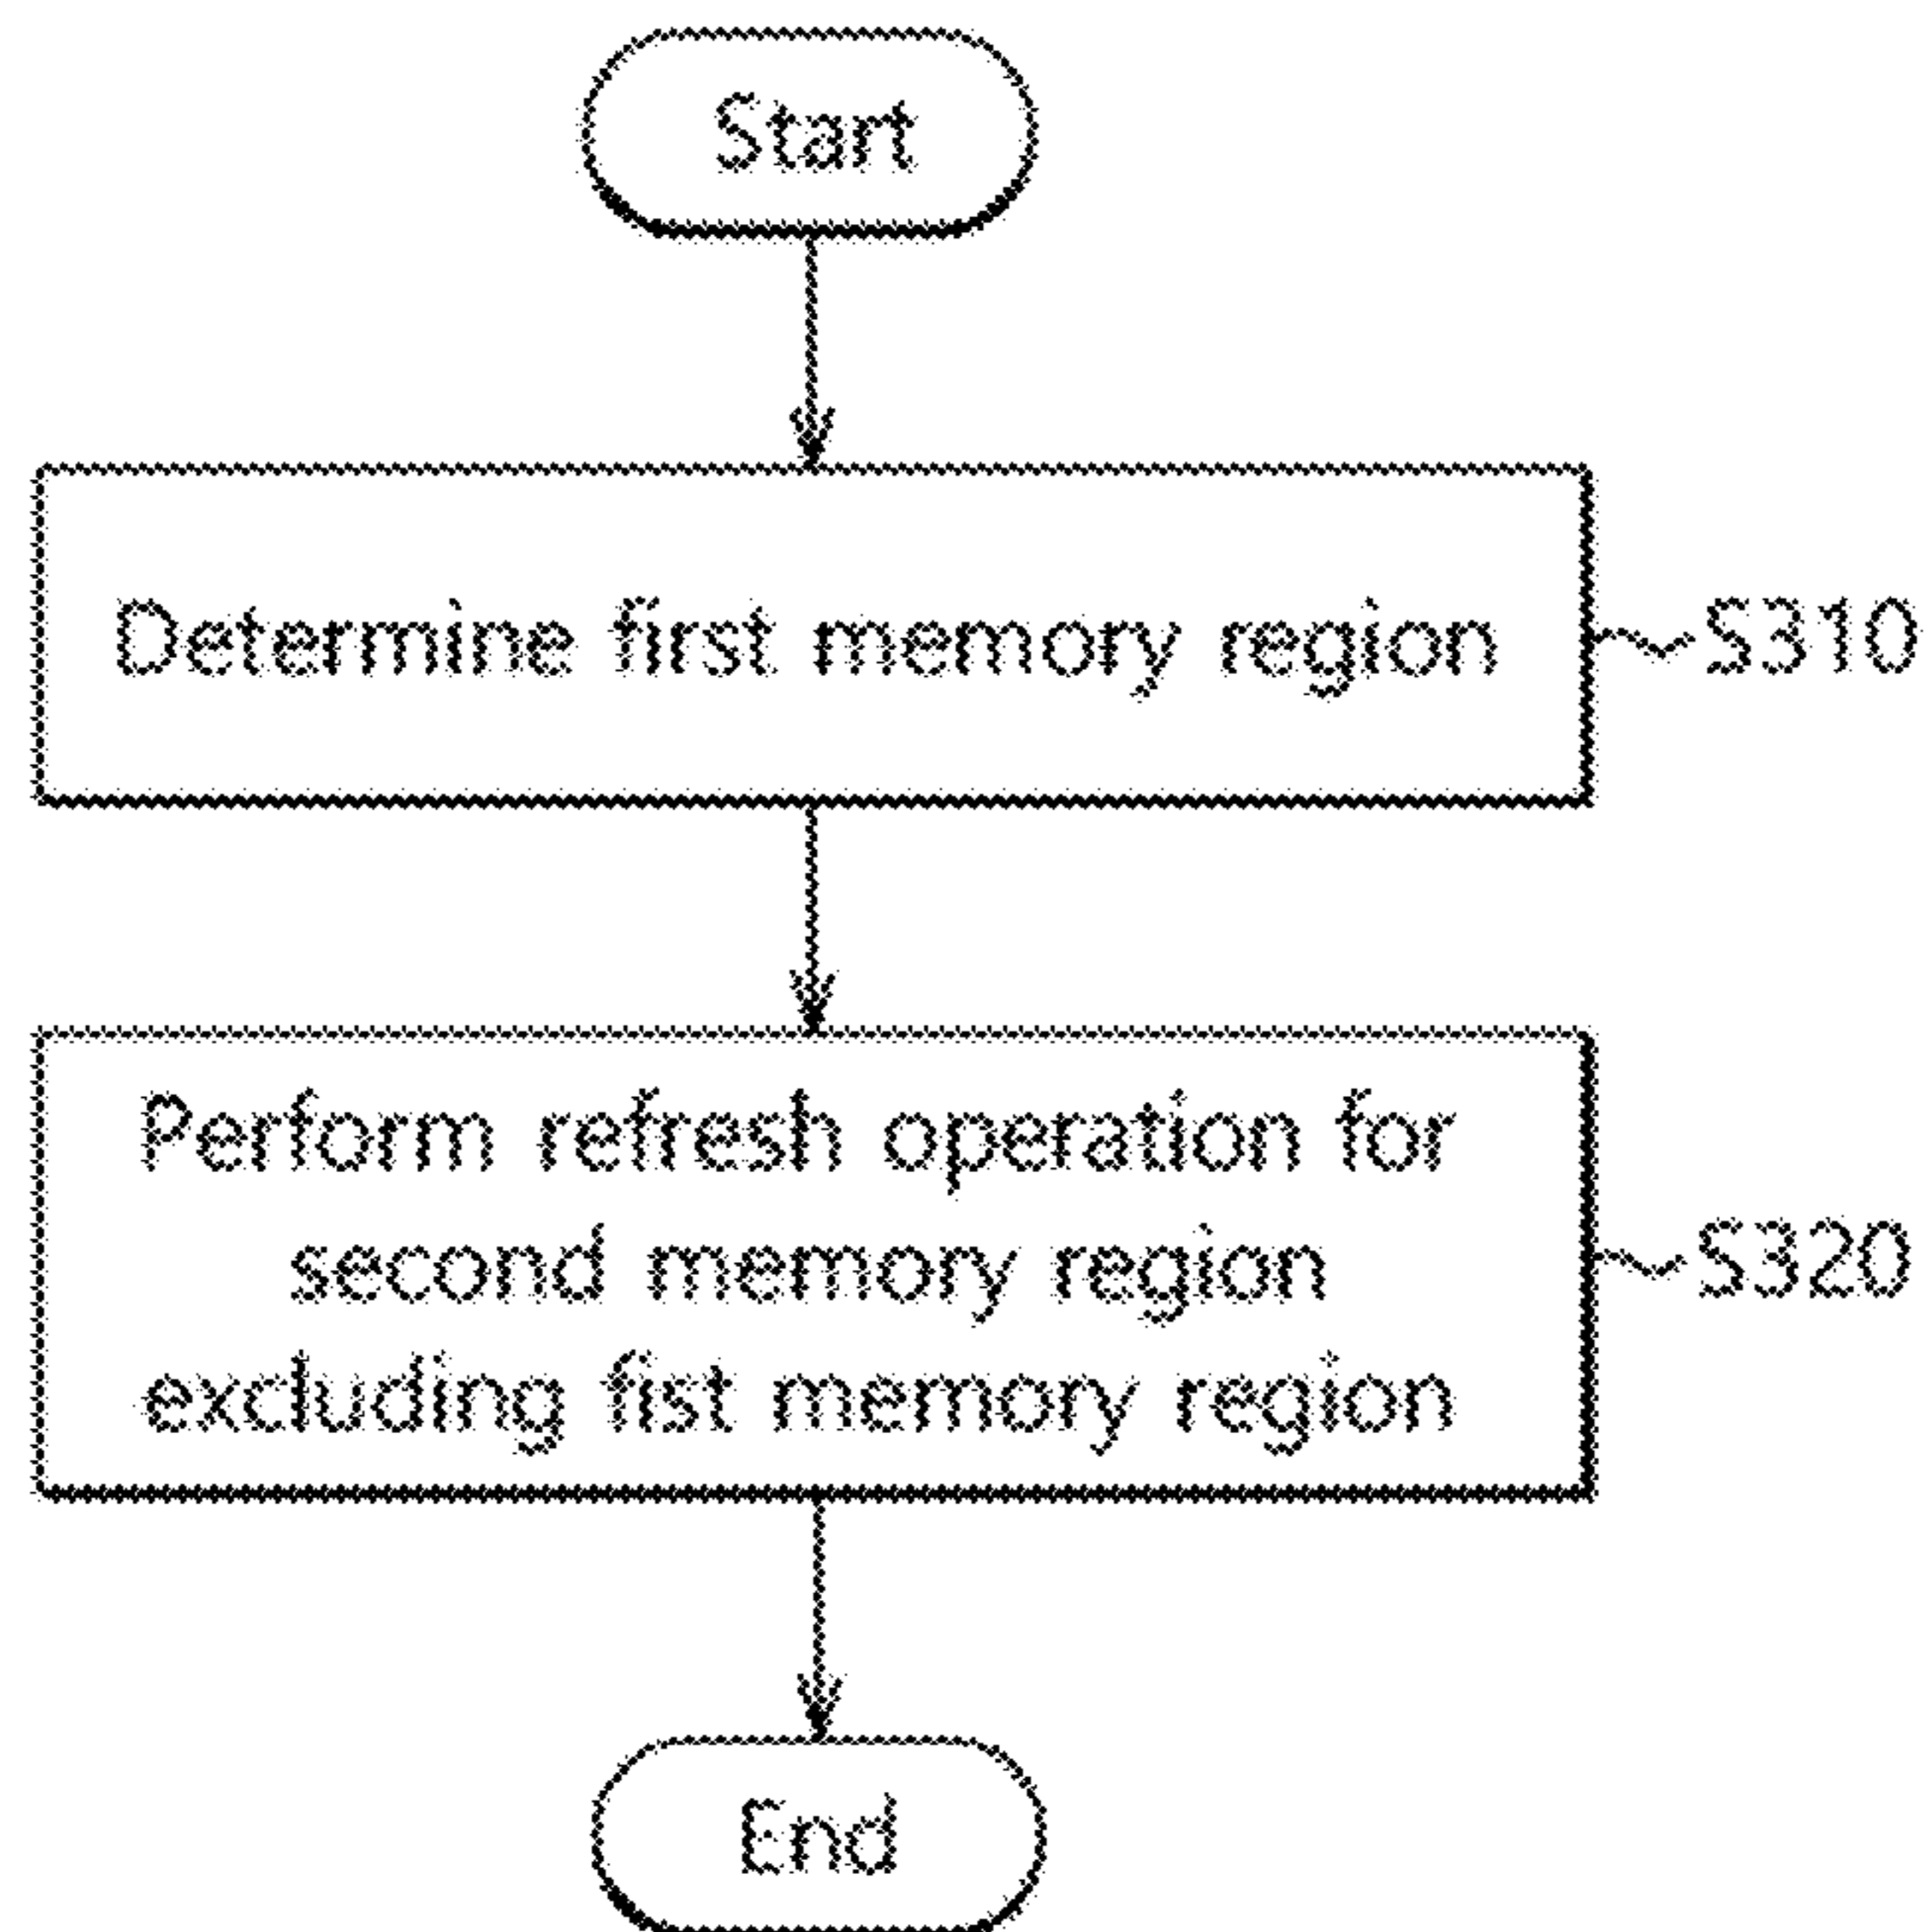 Start
Determine first memory region
S310
Perform refresh operation for
second memory region
excluding fist memory region
S320
End